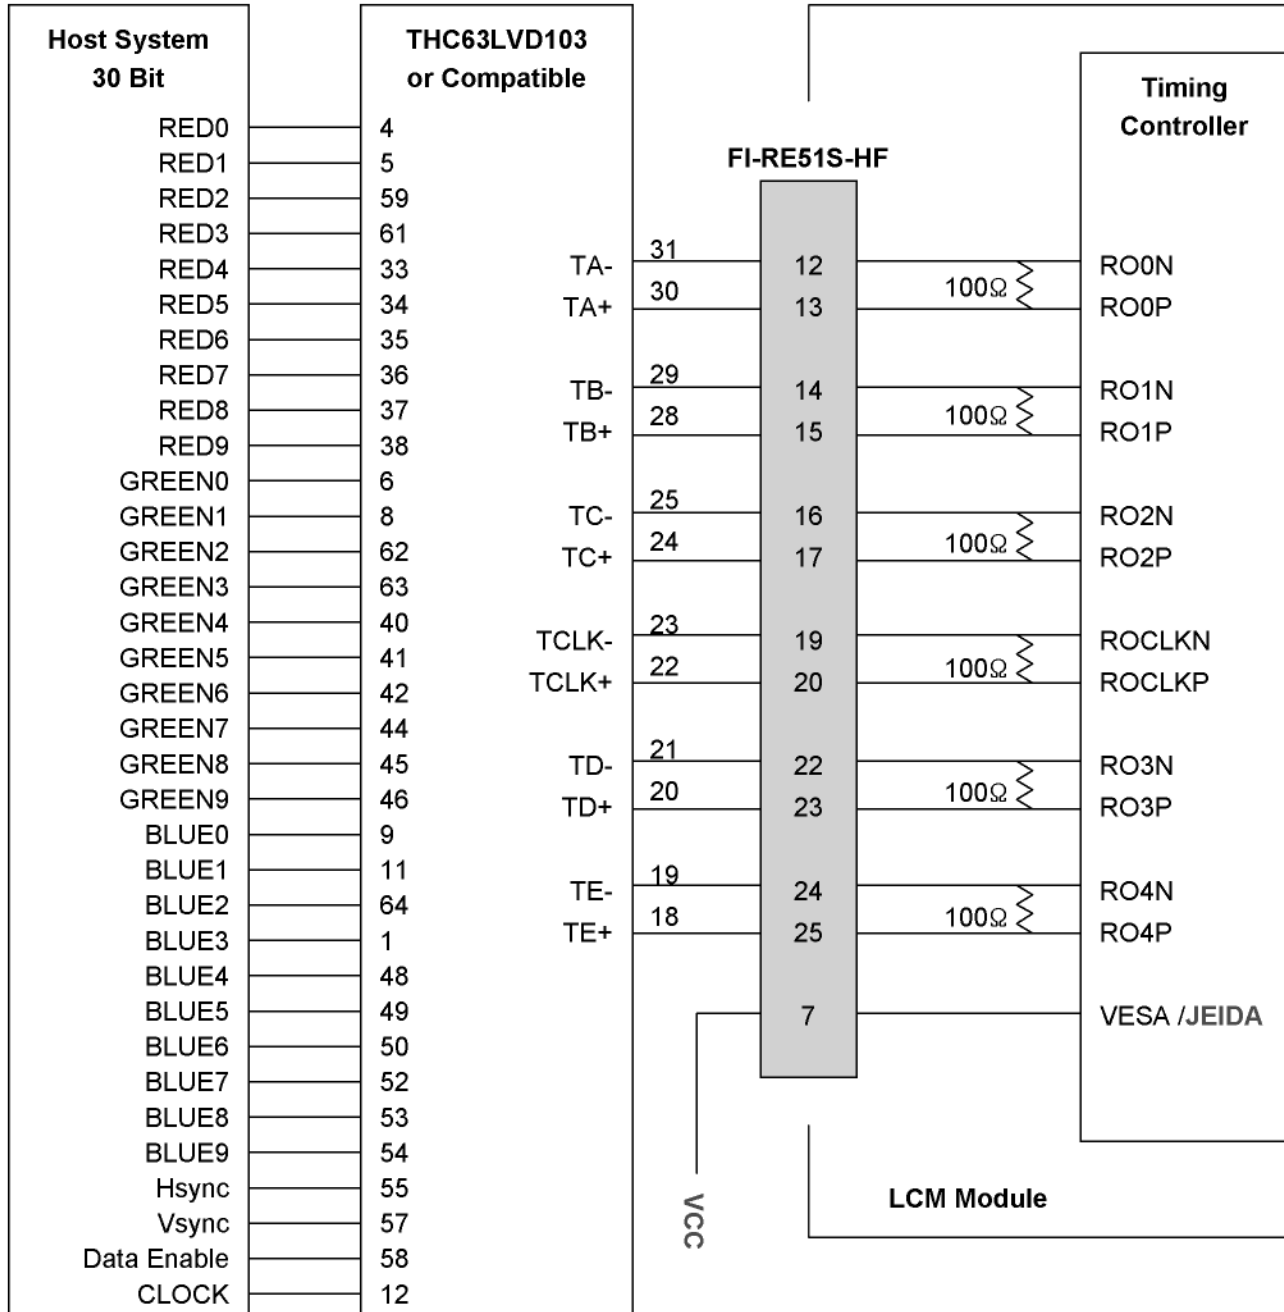 Host System
30 Bit
RED0
RED1
RED2
RED3
RED4
RED5
RED6
RED7
RED8
RED9
GREEN0
GREEN1
GREEN2
GREEN3
GREEN4
GREEN5
GREEN6
GREEN7
GREEN8
GREEN9
BLUE0
BLUE1
BLUE2
BLUE3
BLUE4
BLUE5
BLUE6
BLUE7
BLUE8
BLUE9
Hsync
Vsync
Data Enable
CLOCK
THC63LVD103
or Compatible
4
5
59
61
33
34
35
36
37
38
6
8
62
63
40
41
42
44
45
46
9
11
64
1
48
49
50
52
53
54
55
57
58
12
TA-
TA+
TB-
TB+
TC-
TC+
TCLK-
TCLK+
TD-
TD+
TE-
TE+
31
30
29
28
25
24
23
22
21
20
19
18
VCC
FI-RE51S-HF
12
13
14
15
16
17
19
20
22
23
24
25
7
100Ω
100Ω
100Ω
100Ω
100Ω
100Ω
Timing
Controller
RO0N
RO0P
RO1N
RO1P
RO2N
RO2P
ROCLKN
ROCLKP
RO3N
RO3P
RO4N
RO4P
VESA /JEIDA
LCM Module